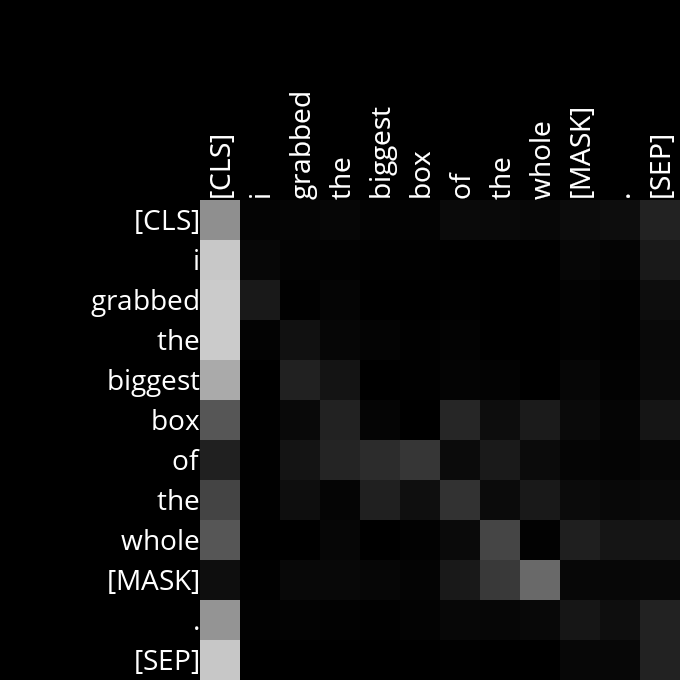 [CLS] i grabbed the biggest box of the whole [MASK] . [SEP]
[CLS]
i
grabbed
the
biggest
box
of
the
whole
[MASK]
.
[SEP]